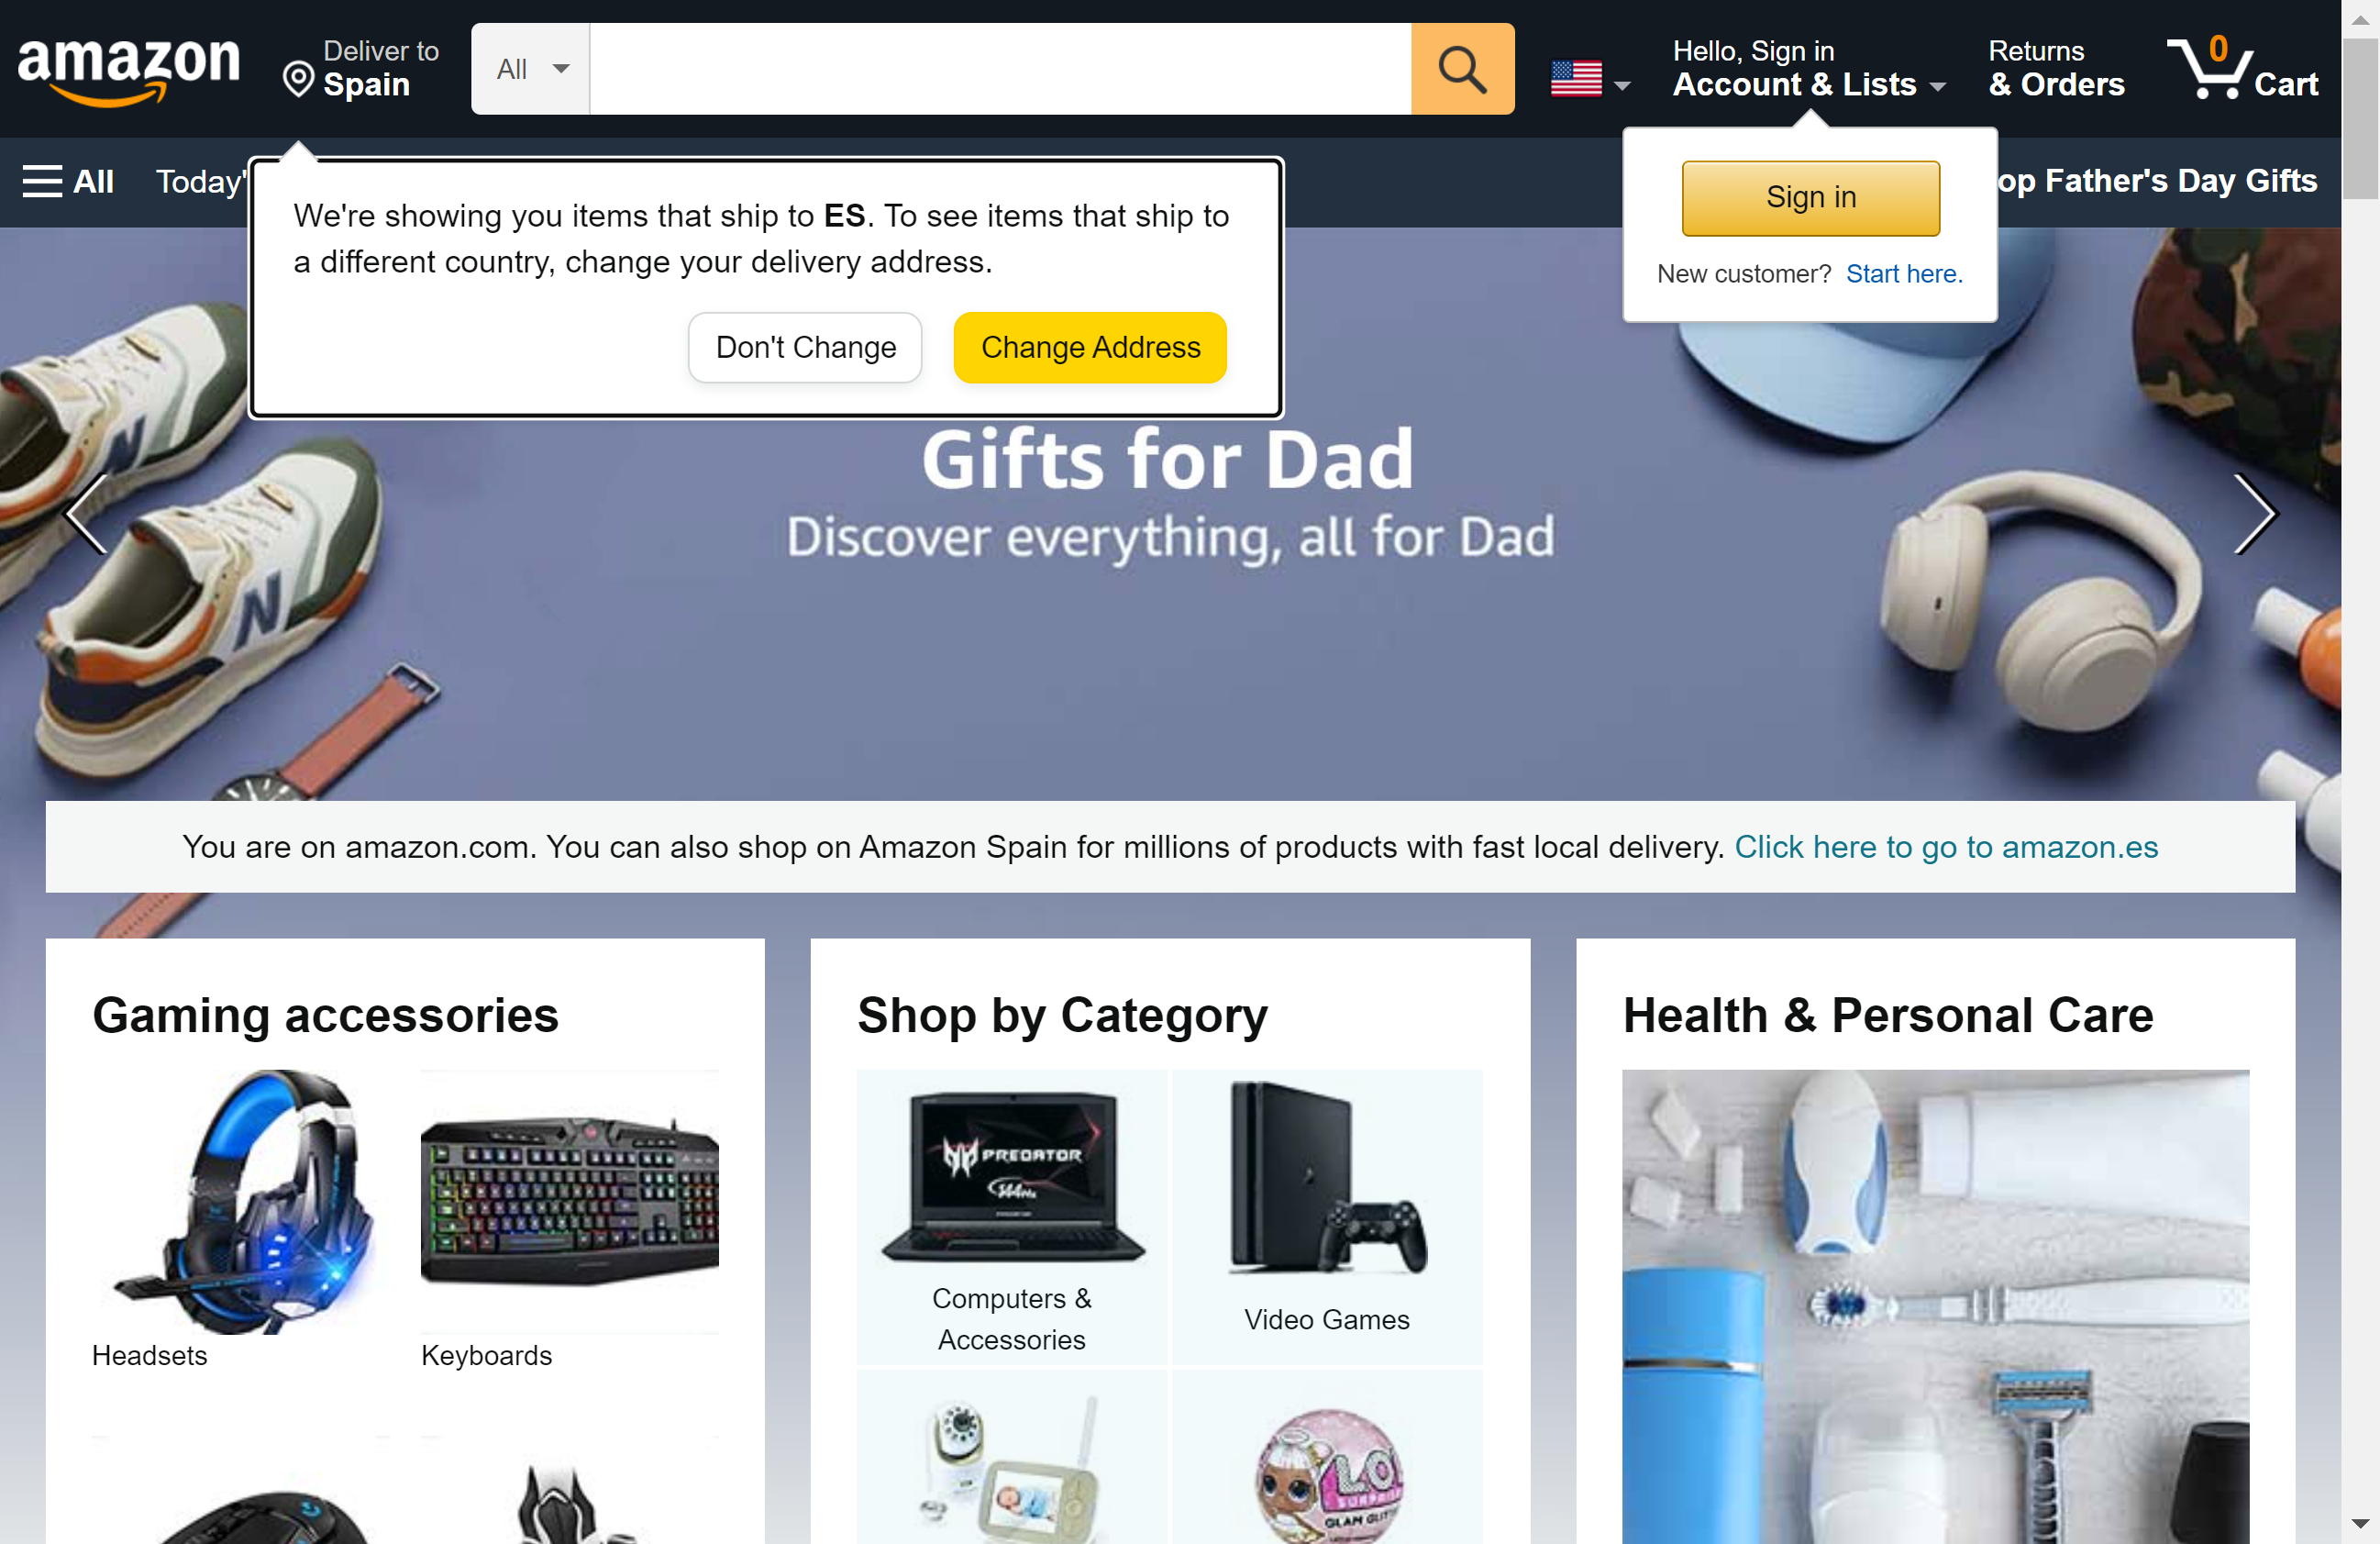 amazon
Deliver to
Spain
All
Hello, Sign in
Account & Lists
Returns
& Orders
0
Cart
All
Today'
op Father's Day Gifts
We're showing you items that ship to ES. To see items that ship to
a different country, change your delivery address.
Don't Change
Change Address
Sign in
New customer? Start here.
Gifts for Dad
Discover everything, all for Dad
N
N
You are on amazon.com. You can also shop on Amazon Spain for millions of products with fast local delivery. Click here to go to amazon.es
Gaming accessories
Headsets
Keyboards
Shop by Category
PREDATOR
144Hz
Computers &
Accessories
Video Games
SURPRISE
Health & Personal Care